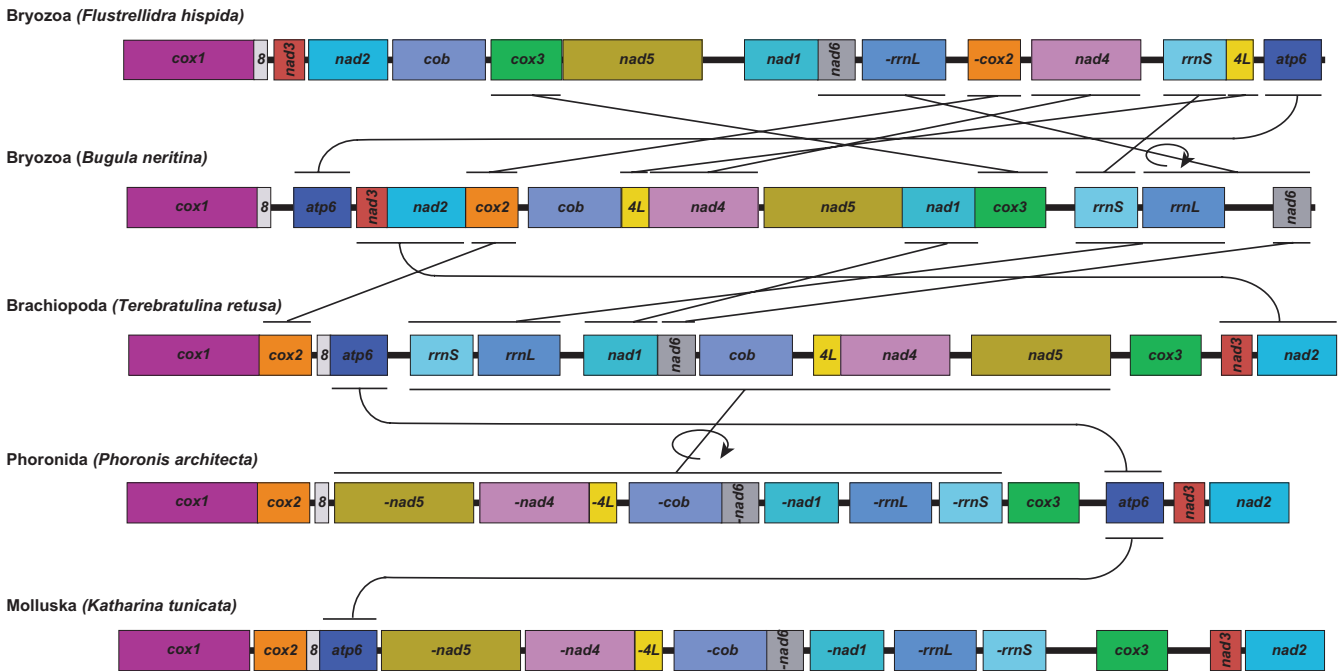 Bryozoa (Flustrellidra hispida)
cox1 8 nad3 nad2 cob cox3 nad5 nad1 nad6 -rrnL -cox2 nad4 rrnS 4L atp6
Bryozoa (Bugula neritina)
cox1 8 atp6 nad3 nad2 cox2 cob 4L nad4 nad5 nad1 cox3 rrnS rrnL nad6
Brachiopoda (Terebratulina retusa)
cox1 cox2 8 atp6 rrnS rrnL nad1 nad6 cob 4L nad4 nad5 cox3 nad3 nad2
Phoronida (Phoronis architecta)
cox1 cox2 8 -nad5 -nad4 -4L -cob -nad6 -nad1 -rrnL -rrnS cox3 atp6 nad3 nad2
Molluska (Katharina tunicata)
cox1 cox2 8 atp6 -nad5 -nad4 -4L -cob -nad6 -nad1 -rrnL -rrnS cox3 nad3 nad2